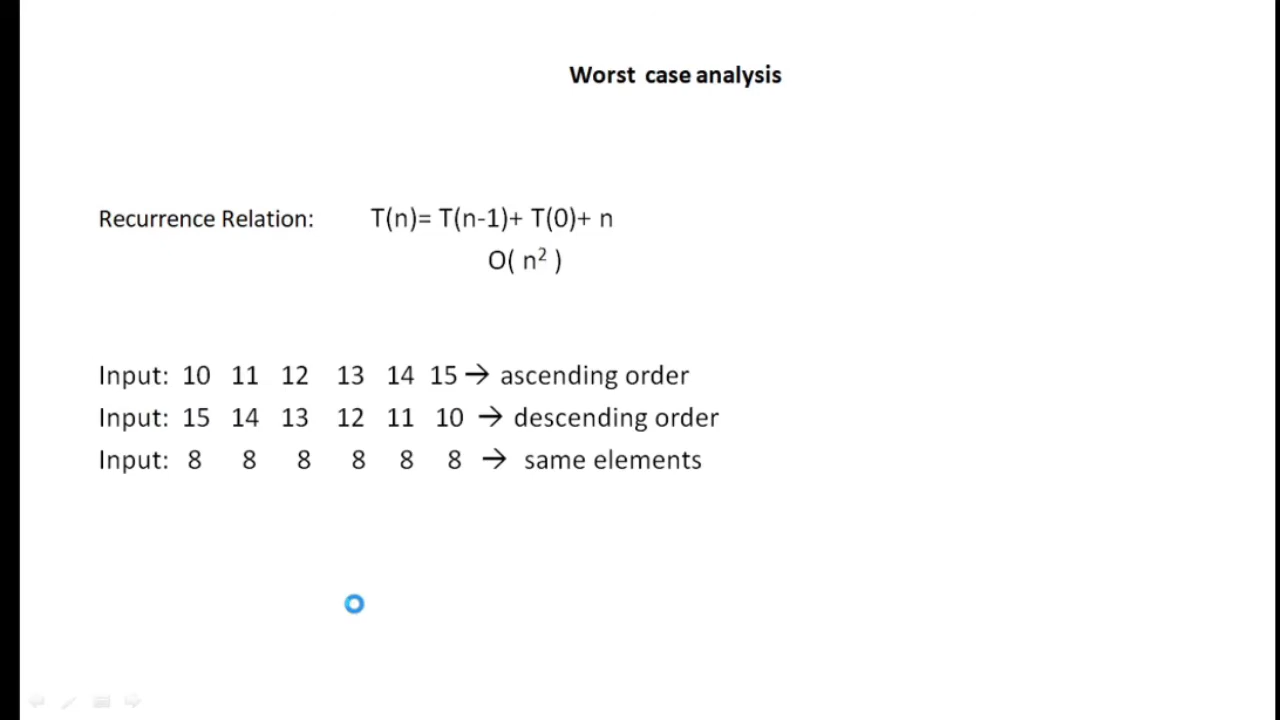 Worst case analysis
Recurrence Relation: T(n)= T(n-1)+ T(0)+ n
O( n² )
Input: 10 11 12 13 14 15 → ascending order
Input: 15 14 13 12 11 10 → descending order
Input: 8 8 8 8 8 8 → same elements